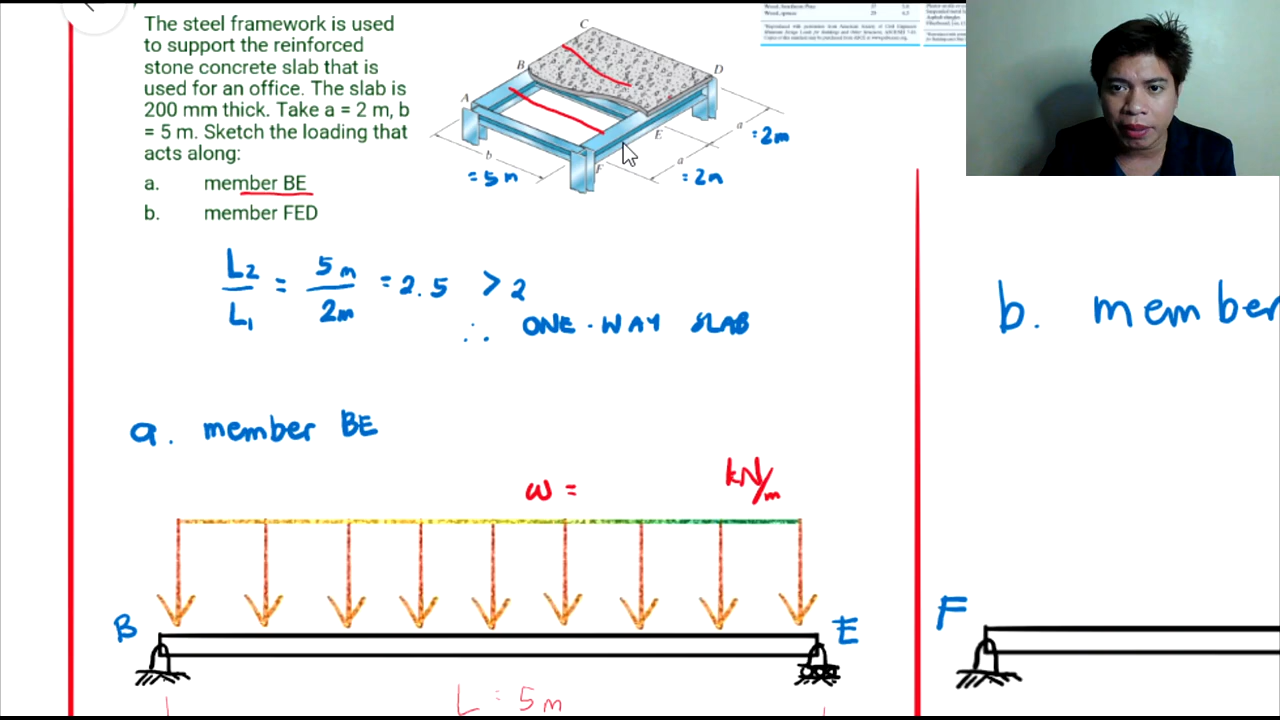 The steel framework is used
to support the reinforced
stone concrete slab that is
used for an office. The slab is
200 mm thick. Take a = 2 m, b
= 5 m. Sketch the loading that
acts along:
a. member BE
b. member FED
C
B
D
A
E
F
a
= 2m
a
= 2m
b
= 5m
L2/L1 = 5m/2m = 2.5 > 2
∴ ONE-WAY SLAB
a. member BE
ω = kN/m
B
E
L = 5m
b. member
F